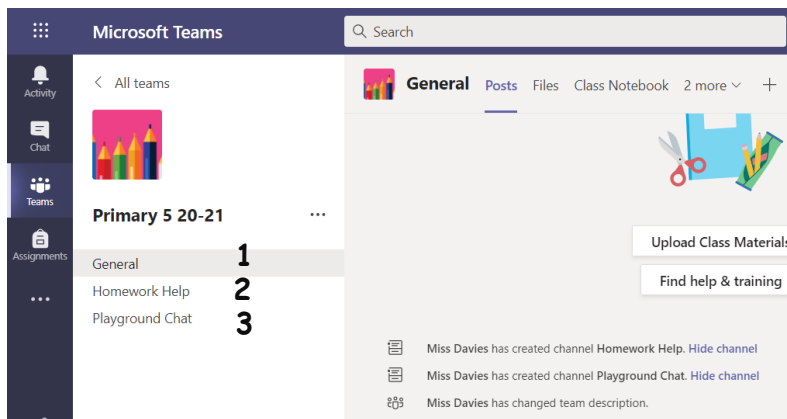 Microsoft Teams
Search
Activity
Chat
Teams
Assignments
All teams
Primary 5 20-21
General 1
Homework Help 2
Playground Chat 3
General Posts Files Class Notebook 2 more
Upload Class Materials
Find help & training
Miss Davies has created channel Homework Help. Hide channel
Miss Davies has created channel Playground Chat. Hide channel
Miss Davies has changed team description.